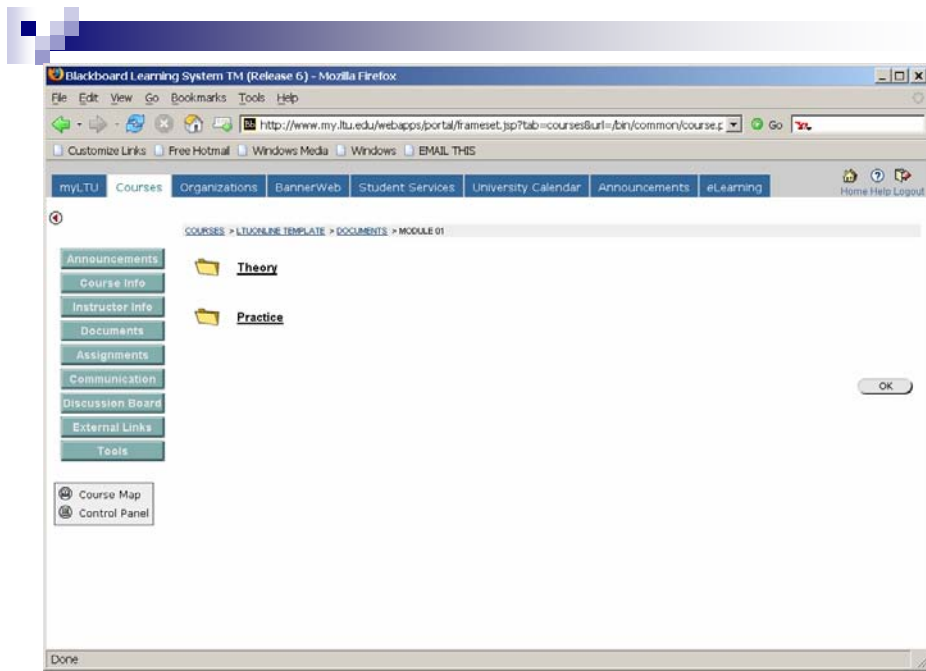 Blackboard Learning System TM (Release 6) - Mozilla Firefox
File Edit View Go Bookmarks Tools Help
http://www.my.ltu.edu/webapps/portal/frameset.jsp?tab=courses&url=/bin/common/course.p Go
Customize Links Free Hotmail Windows Media Windows EMAIL THIS
myLTU Courses Organizations BannerWeb Student Services University Calendar Announcements eLearning Home Help Logout
COURSES > LTUONLINE TEMPLATE > DOCUMENTS > MODULE 01
Announcements
Course Info
Instructor Info
Documents
Assignments
Communication
Discussion Board
External Links
Tools
Course Map
Control Panel
Theory
Practice
OK
Done